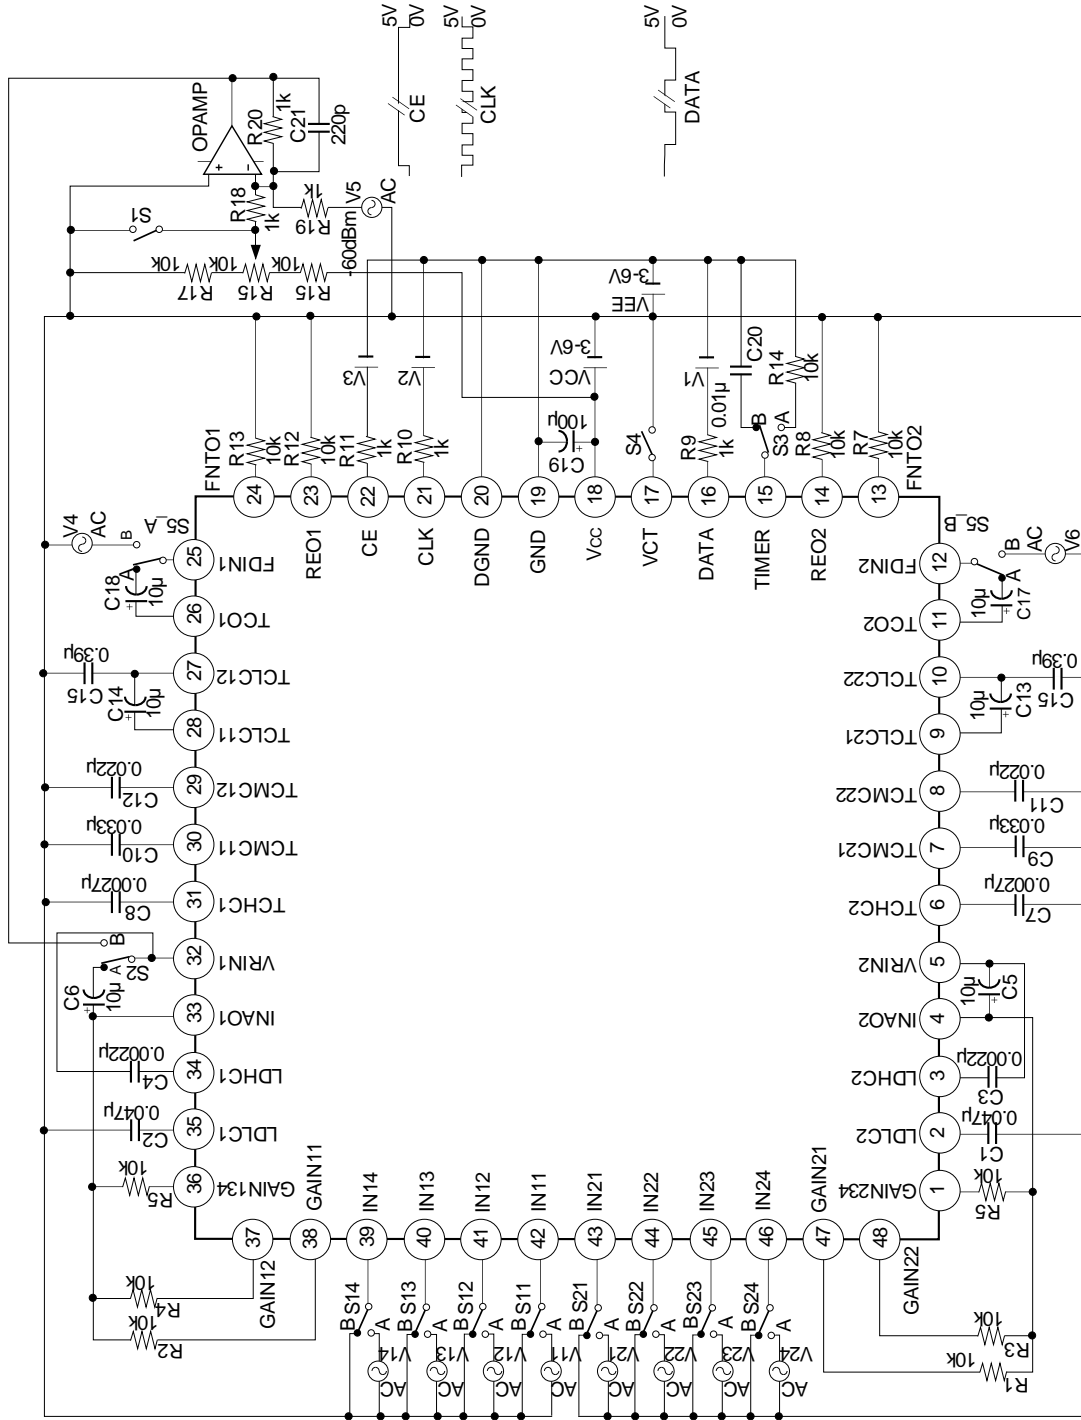 5V
0V
CE
5V
0V
CLK
5V
0V
DATA
OPAMP
+
-
R20
1k
C21
220p
R18
1k
R19
1k
-60dBm
V5
AC
S1
10k
R17
10k
R15
10k
R15
V3
V2
3-6V
VCC
3-6V
VEE
V1
C20
0.01µ
R14
10k
B
A
S3
S4
C19
100µ
+
FNTO1
R13
10k
R12
10k
R11
1k
R10
1k
R9
1k
R8
10k
R7
10k
FNTO2
24
23
22
21
20
19
18
17
16
15
14
13
REO1
CE
CLK
DGND
GND
Vcc
VCT
DATA
TIMER
REO2
V4
AC
B
A
S5_A
C18
10µ
+
25
FDIN1
26
TCO1
0.39µ
C15
C14
10µ
+
27
TCLC12
28
TCLC11
0.022µ
C12
29
TCMC12
0.033µ
C10
30
TCMC11
0.0027µ
C8
31
TCHC1
B
A
S2
32
VRIN1
C6
10µ
+
33
INAO1
0.0022µ
C4
34
LDHC1
0.047µ
C2
35
LDLC1
10k
R5
36
GAIN134
S5_B
B
A
AC
V6
12
FDIN2
10µ
C17
+
11
TCO2
10
TCLC22
0.39µ
C15
10µ
C13
+
9
TCLC21
8
TCMC22
0.022µ
C11
7
TCMC21
0.033µ
C9
6
TCHC2
0.0027µ
C7
5
VRIN2
10µ
C5
+
4
INAO2
3
LDHC2
0.0022µ
C3
2
LDLC2
0.047µ
C1
1
GAIN234
10k
R5
37
GAIN12
38
GAIN11
39
IN14
40
IN13
41
IN12
42
IN11
43
IN21
44
IN22
45
IN23
46
IN24
47
GAIN21
48
GAIN22
10k
R4
10k
R2
B
S14
A
V14
AC
B
S13
A
V13
AC
B
S12
A
V12
AC
B
S11
A
V11
AC
B
S21
A
V21
AC
B
S22
A
V22
AC
B
S23
A
V23
AC
B
S24
A
V24
AC
10k
R3
10k
R1